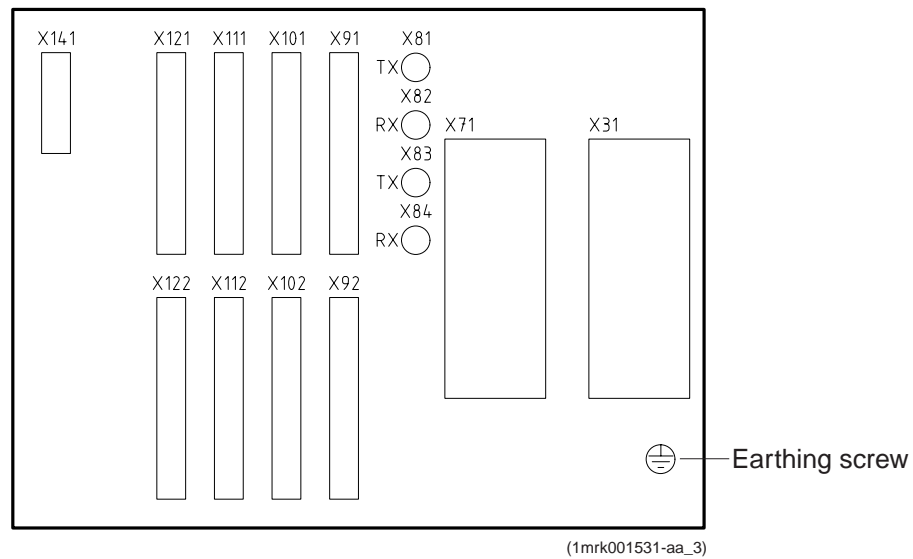 X141 X121 X111 X101 X91 X81
TX
X82
RX X71 X31
X83
TX
X84
RX
X122 X112 X102 X92
Earthing screw
(1mrk001531-aa_3)